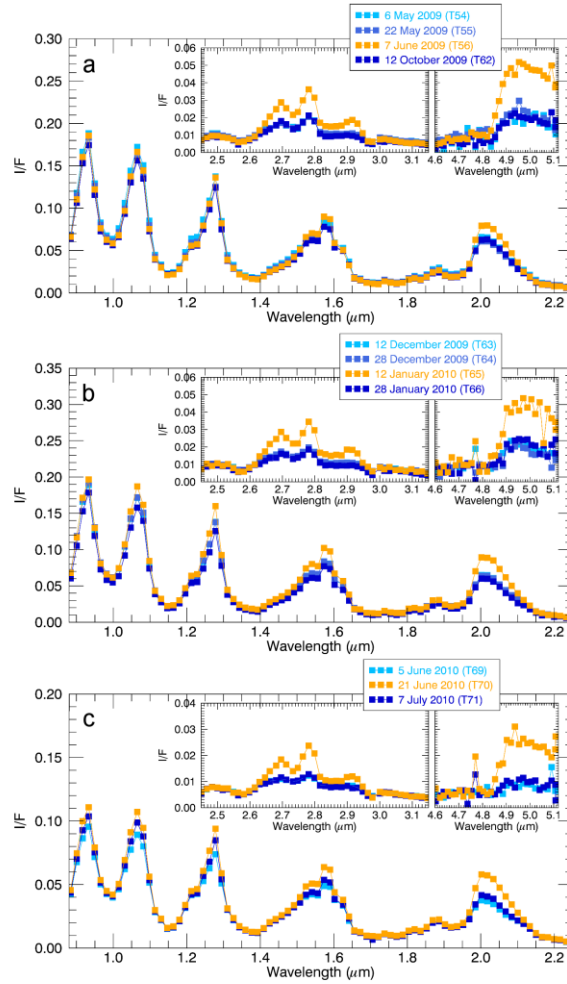 6 May 2009 (T54)
22 May 2009 (T55)
7 June 2009 (T56)
12 October 2009 (T62)
a
I/F
0.30
0.25
0.20
0.15
0.10
0.05
0.00
1.0 1.2 1.4 1.6 1.8 2.0 2.2
Wavelength (μm)
I/F
0.06
0.05
0.04
0.03
0.02
0.01
0.00
2.5 2.6 2.7 2.8 2.9 3.0 3.1
Wavelength (μm)
4.6 4.7 4.8 4.9 5.0 5.1
Wavelength (μm)
12 December 2009 (T63)
28 December 2009 (T64)
12 January 2010 (T65)
28 January 2010 (T66)
b
I/F
0.35
0.30
0.25
0.20
0.15
0.10
0.05
0.00
1.0 1.2 1.4 1.6 1.8 2.0 2.2
Wavelength (μm)
I/F
0.06
0.05
0.04
0.03
0.02
0.01
0.00
2.5 2.6 2.7 2.8 2.9 3.0 3.1
Wavelength (μm)
4.6 4.7 4.8 4.9 5.0 5.1
Wavelength (μm)
5 June 2010 (T69)
21 June 2010 (T70)
7 July 2010 (T71)
c
I/F
0.20
0.15
0.10
0.05
0.00
1.0 1.2 1.4 1.6 1.8 2.0 2.2
Wavelength (μm)
I/F
0.04
0.03
0.02
0.01
0.00
2.5 2.6 2.7 2.8 2.9 3.0 3.1
Wavelength (μm)
4.6 4.7 4.8 4.9 5.0 5.1
Wavelength (μm)